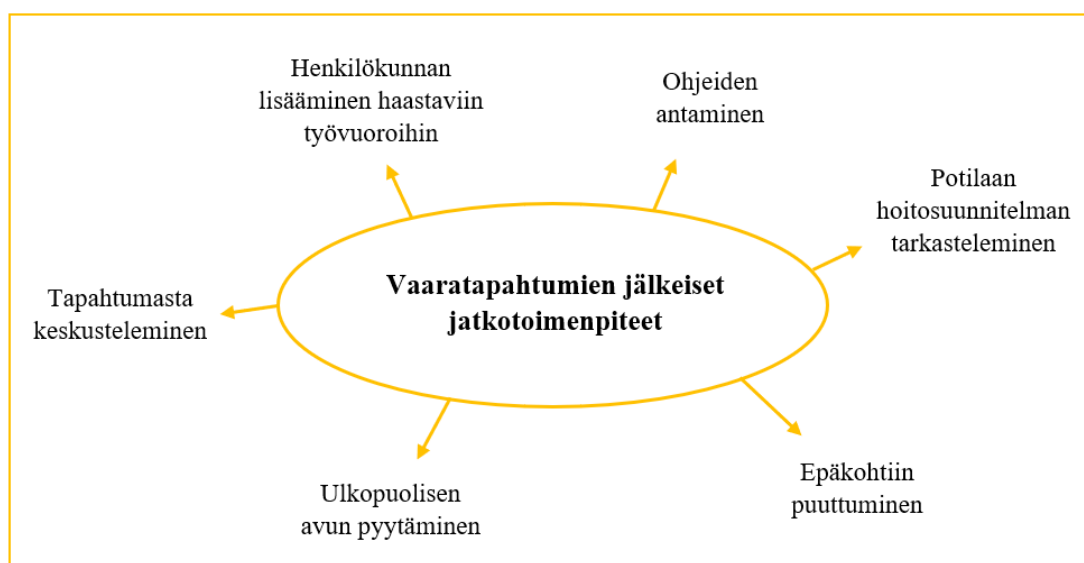 Henkilökunnan
lisääminen haastaviin
työvuoroihin
Ohjeiden
antaminen
Potilaan
hoitosuunnitelman
tarkasteleminen
Vaaratapahtumien jälkeiset
jatkotoimenpiteet
Tapahtumasta
keskusteleminen
Ulkopuolisen
avun pyytäminen
Epäkohtiin
puuttuminen